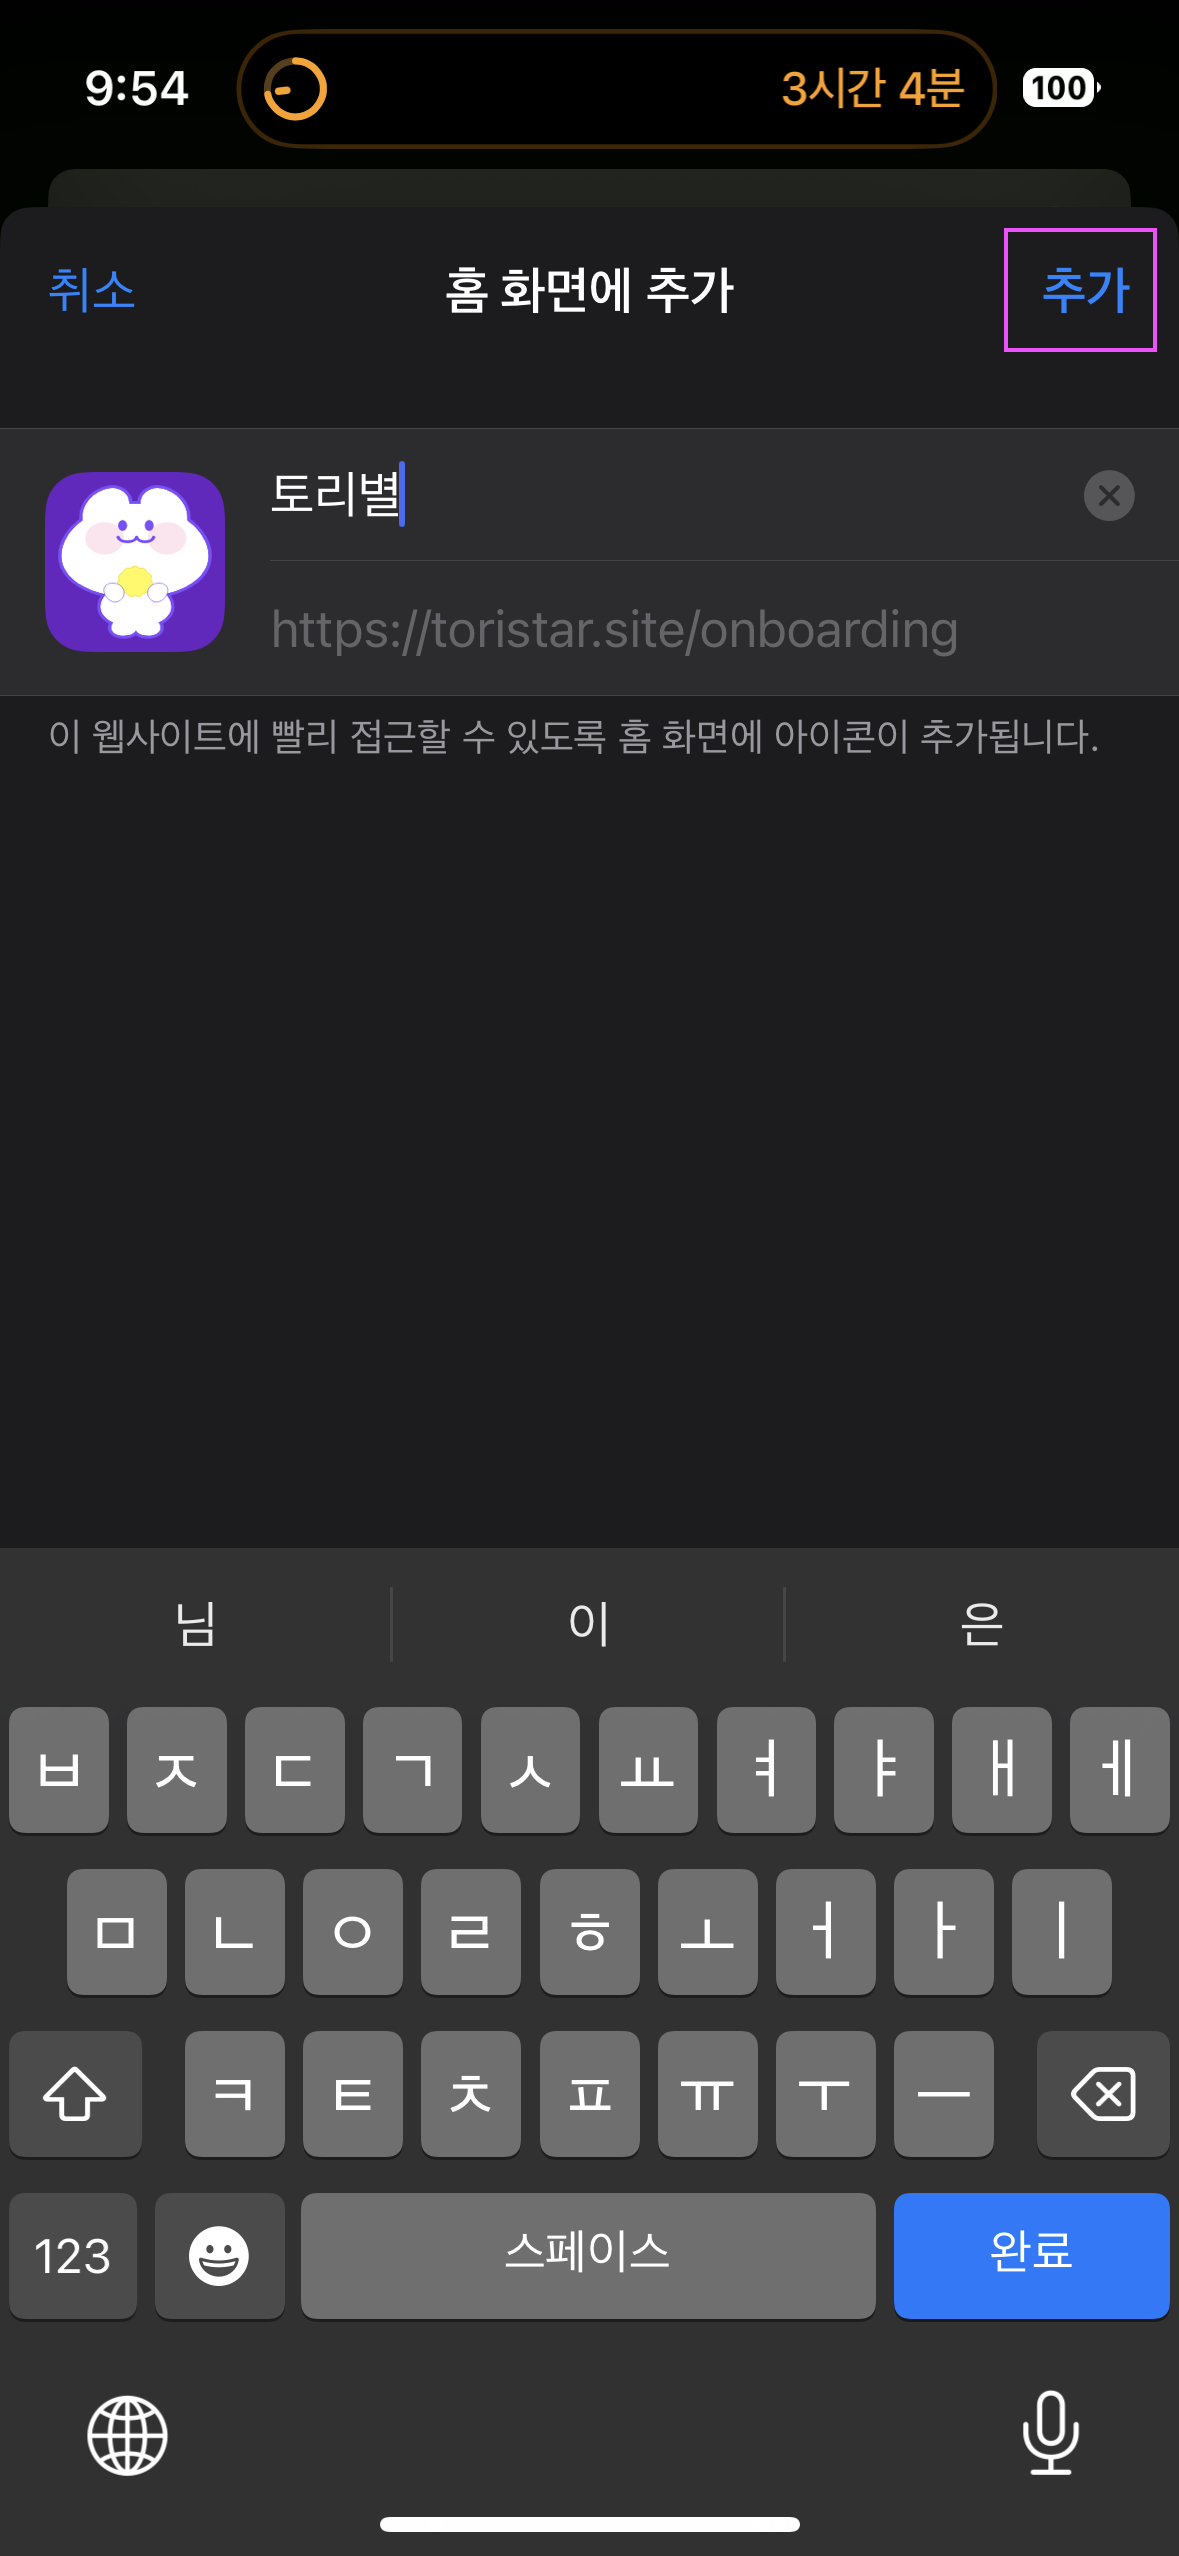 9:54
3시간 4분
100
취소
홈 화면에 추가
추가
토리별
https://toristar.site/onboarding
이 웹사이트에 빨리 접근할 수 있도록 홈 화면에 아이콘이 추가됩니다.
님 이 은
ㅂ ㅈ ㄷ ㄱ ㅅ ㅛ ㅕ ㅑ ㅐ ㅔ
ㅁ ㄴ ㅇ ㄹ ㅎ ㅗ ㅓ ㅏ ㅣ
ㅋ ㅌ ㅊ ㅍ ㅠ ㅜ ㅡ
123 스페이스 완료